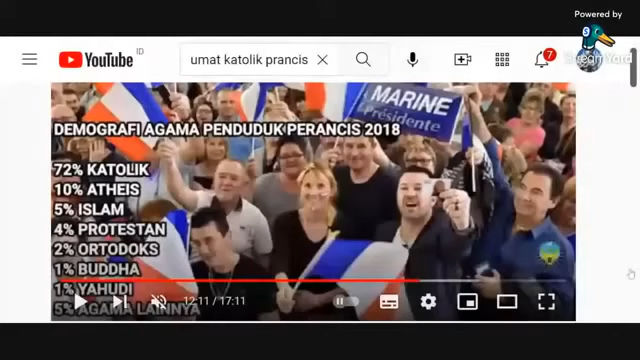 Powered by
StreamYard
YouTube ID
umat katolik prancis
7
MARINE
Présidente
DEMOGRAFI AGAMA PENDUDUK PERANCIS 2018
72% KATOLIK
10% ATHEIS
5% ISLAM
4% PROTESTAN
2% ORTODOKS
1% BUDDHA
1% YAHUDI
5% AGAMA LAINNYA
12:11 / 17:11